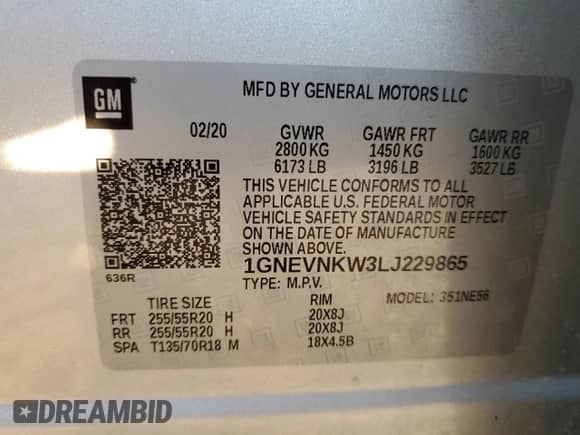 GM
MFD BY GENERAL MOTORS LLC
02/20 GVWR GAWR FRT GAWR RR
2800 KG 1450 KG 1600 KG
6173 LB 3196 LB 3527 LB
THIS VEHICLE CONFORMS TO ALL
APPLICABLE U.S. FEDERAL MOTOR
VEHICLE SAFETY STANDARDS IN EFFECT
ON THE DATE OF MANUFACTURE
SHOWN ABOVE.
1GNEVNKW3LJ229865
636R
TYPE: M.P.V. MODEL: 351NE56
TIRE SIZE RIM
FRT 255/55R20 H 20X8J
RR 255/55R20 H 20X8J
SPA T135/70R18 M 18X4.5B
DREAMBID